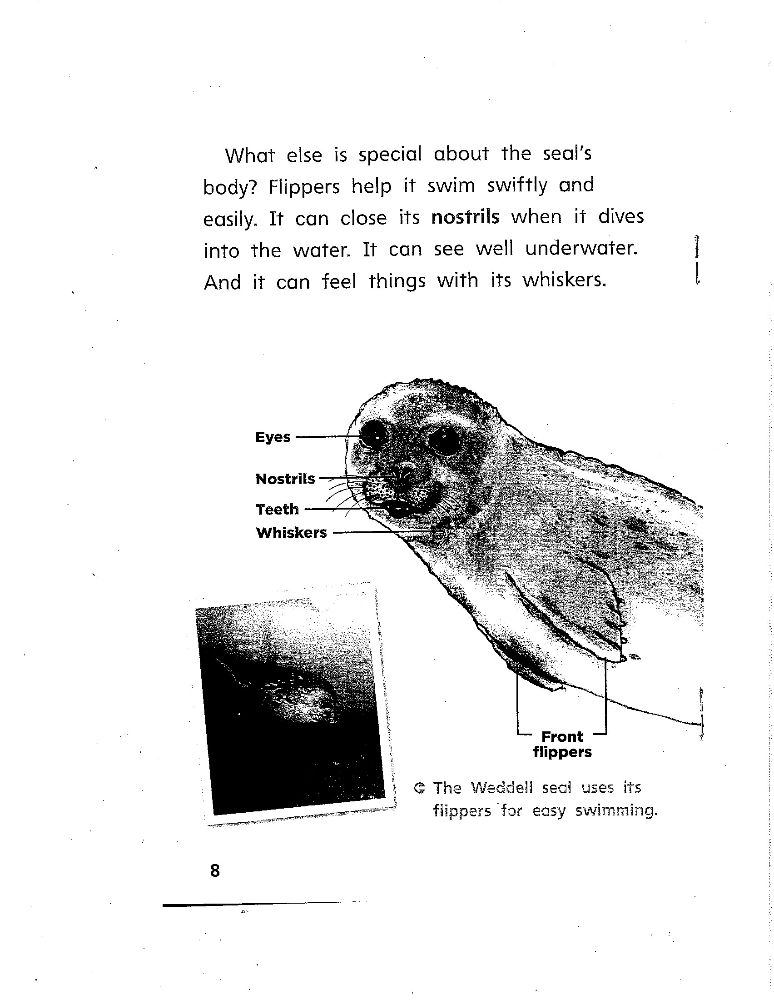 What else is special about the seal's
body? Flippers help it swim swiftly and
easily. It can close its nostrils when it dives
into the water. It can see well underwater.
And it can feel things with its whiskers.
Eyes
Nostrils
Teeth
Whiskers
Front
flippers
The Weddell seal uses its
flippers for easy swimming.
8